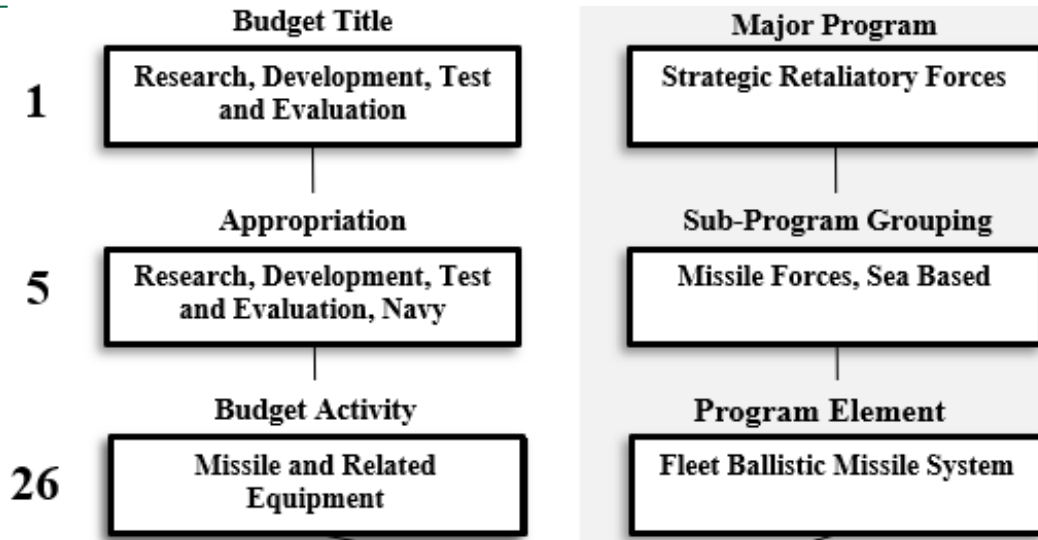 Budget Title
Major Program
1
Research, Development, Test
and Evaluation
Strategic Retaliatory Forces
Appropriation
Sub-Program Grouping
5
Research, Development, Test
and Evaluation, Navy
Missile Forces, Sea Based
Budget Activity
Program Element
26
Missile and Related
Equipment
Fleet Ballistic Missile System